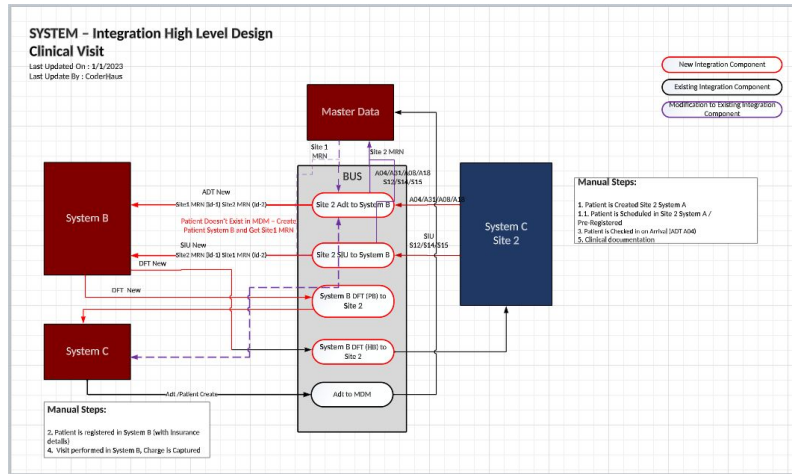 SYSTEM – Integration High Level Design
Clinical Visit
Last Updated On : 1/1/2023
Last Update By : CoderHaus
New Integration Component
Existing Integration Component
Modification to Existing Integration
Component
Master Data
Site 1
MRN
Site 2 MRN
BUS
A04/A31/A08/A18
S12/S14/S15
System B
ADT New
Site1 MRN (Id-1) Site2 MRN (Id-2)
Site 2 Adt to System B
A04/A31/A08/A18
Patient Doesn't Exist in MDM – Create
Patient System B and Get Site1 MRN
SIU New
Site2 MRN (Id-1) Site1 MRN (Id-2)
Site 2 SIU to System B
SIU
S12/S14/S15
System C
Site 2
Manual Steps:
1. Patient is Created Site 2 System A
1.1. Patient is Scheduled in Site 2 System A /
Pre-Registered
3. Patient is Checked in on Arrival (ADT A04)
5. Clinical documentation
DFT New
DFT New
System B DFT (PB) to
Site 2
System C
System B DFT (HB) to
Site 2
Adt /Patient Create
Adt to MDM
Manual Steps:
2. Patient is registered in System B (with Insurance
details)
4. Visit performed in System B, Charge is Captured